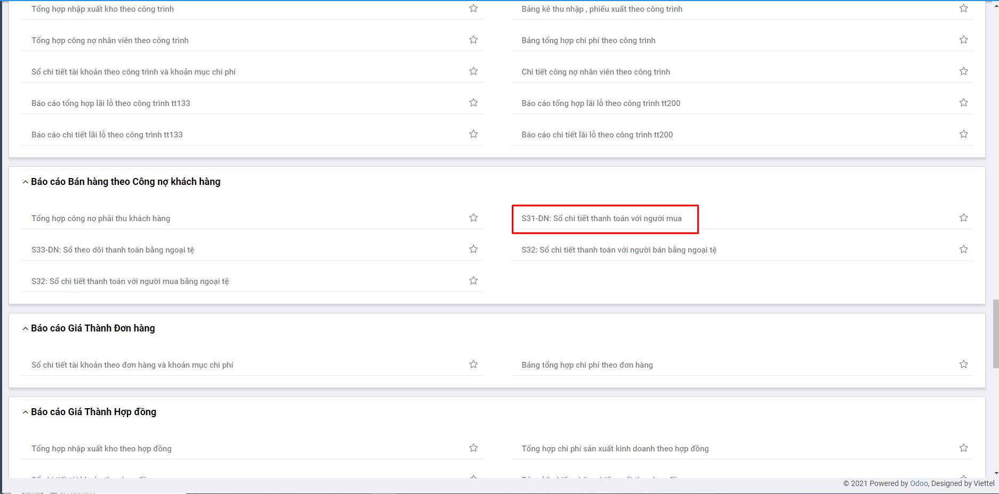 Tổng hợp nhập xuất kho theo công trình
Bảng kê thu nhập , phiếu xuất theo công trình
Tổng hợp công nợ nhân viên theo công trình
Bảng tổng hợp chi phí theo công trình
Sổ chi tiết tài khoản theo công trình và khoản mục chi phí
Chi tiết công nợ nhân viên theo công trình
Báo cáo tổng hợp lãi lỗ theo công trình tt133
Báo cáo tổng hợp lãi lỗ theo công trình tt200
Báo cáo chi tiết lãi lỗ theo công trình tt133
Báo cáo chi tiết lãi lỗ theo công trình tt200
Báo cáo Bán hàng theo Công nợ khách hàng
Tổng hợp công nợ phải thu khách hàng
S31-DN: Sổ chi tiết thanh toán với người mua
S33-DN: Sổ theo dõi thanh toán bằng ngoại tệ
S32: Sổ chi tiết thanh toán với người bán bằng ngoại tệ
S32: Sổ chi tiết thanh toán với người mua bằng ngoại tệ
Báo cáo Giá Thành Đơn hàng
Sổ chi tiết tài khoản theo đơn hàng và khoản mục chi phí
Bảng tổng hợp chi phí theo đơn hàng
Báo cáo Giá Thành Hợp đồng
Tổng hợp nhập xuất kho theo hợp đồng
Tổng hợp chi phí sản xuất kinh doanh theo hợp đồng
© 2021 Powered by Odoo, Designed by Viettel